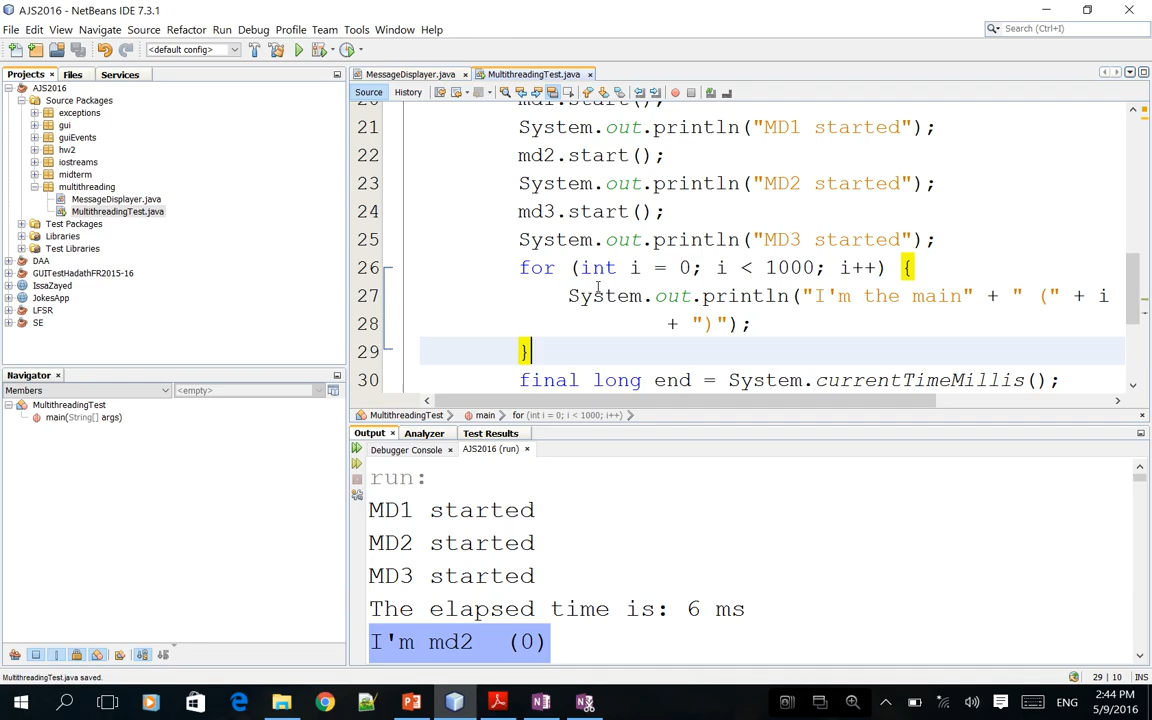 AJS2016 - NetBeans IDE 7.3.1
File Edit View Navigate Source Refactor Run Debug Profile Team Tools Window Help
Search (Ctrl+I)
<default config>
Projects × Files Services
AJS2016
Source Packages
exceptions
gui
guiEvents
hw2
iostreams
midterm
multithreading
MessageDisplayer.java
MultithreadingTest.java
Test Packages
Libraries
Test Libraries
DAA
GUITestHadathFR2015-16
IssaZayed
JokesApp
LFSR
SE
Navigator ×
Members <empty>
MultithreadingTest
main(String[] args)
MessageDisplayer.java × MultithreadingTest.java ×
Source History
20 md1.start();
21 System.out.println("MD1 started");
22 md2.start();
23 System.out.println("MD2 started");
24 md3.start();
25 System.out.println("MD3 started");
26 for (int i = 0; i < 1000; i++) {
27 System.out.println("I'm the main" + " (" + i
28 + ")");
29 }
30 final long end = System.currentTimeMillis();
MultithreadingTest main for (int i = 0; i < 1000; i++)
Output × Analyzer Test Results
Debugger Console × AJS2016 (run) ×
run:
MD1 started
MD2 started
MD3 started
The elapsed time is: 6 ms
I'm md2 (0)
MultithreadingTest.java saved.
29 | 10 INS
ENG
2:44 PM
5/9/2016